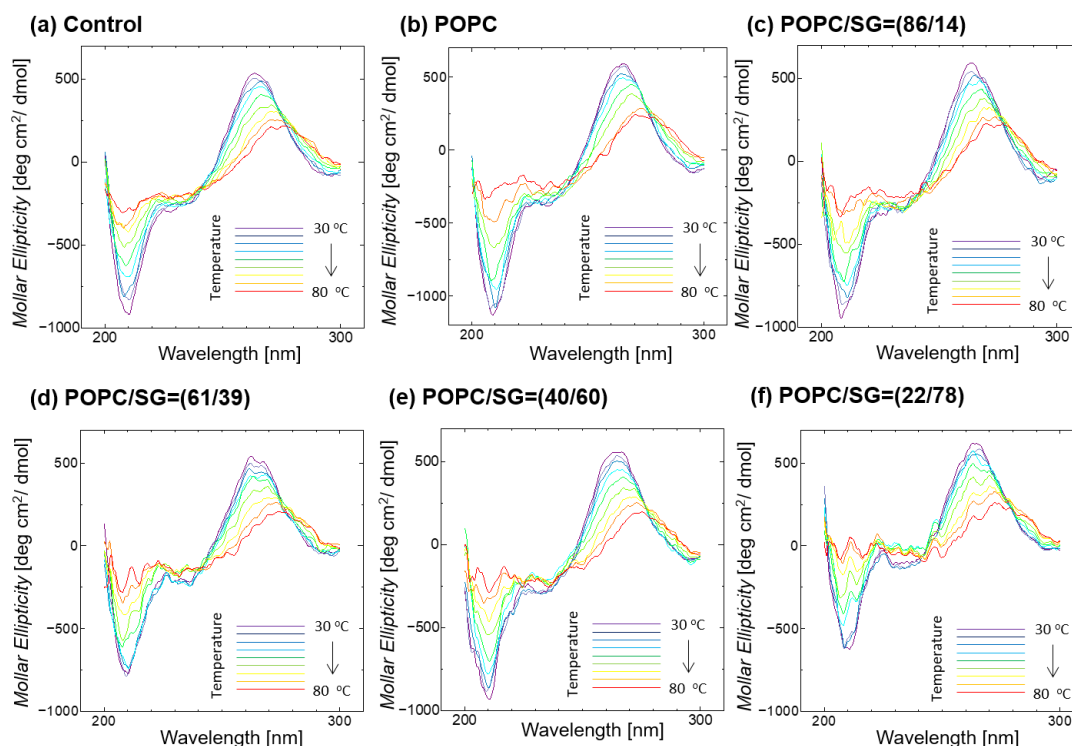 (a) Control
Mollar Ellipticity [deg cm2/ dmol]
500
0
−500
−1000
Temperature
30 ºC
80 ºC
200
300
Wavelength [nm]
(b) POPC
Mollar Ellipticity [deg cm2/ dmol]
500
0
−500
−1000
Temperature
30 ºC
80 ºC
200
300
Wavelength [nm]
(c) POPC/SG=(86/14)
Mollar Ellipticity [deg cm2/ dmol]
500
0
−500
−1000
Temperature
30 ºC
80 ºC
200
300
Wavelength [nm]
(d) POPC/SG=(61/39)
Mollar Ellipticity [deg cm2/ dmol]
500
0
−500
−1000
Temperature
30 ºC
80 ºC
200
300
Wavelength [nm]
(e) POPC/SG=(40/60)
Mollar Ellipticity [deg cm2/ dmol]
500
0
−500
−1000
Temperature
30 ºC
80 ºC
200
300
Wavelength [nm]
(f) POPC/SG=(22/78)
Mollar Ellipticity [deg cm2/ dmol]
500
0
−500
−1000
Temperature
30 ºC
80 ºC
200
300
Wavelength [nm]